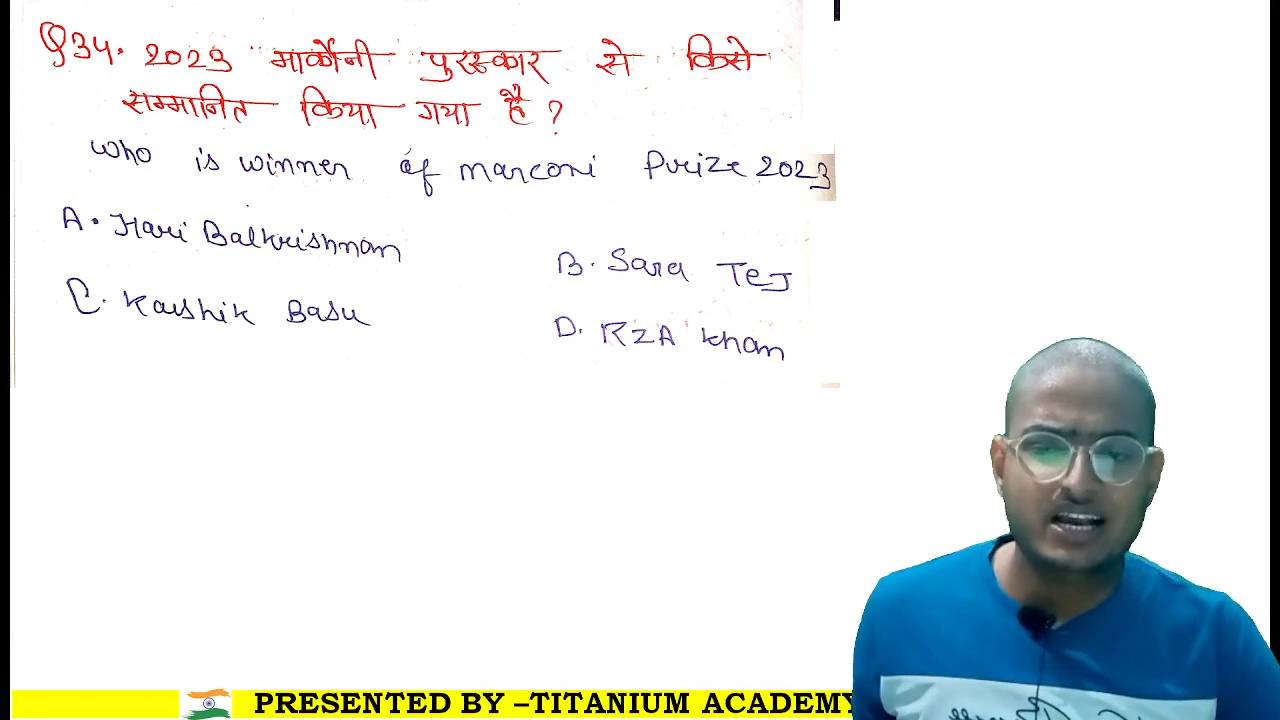 Q34. 2023 मार्कोनी पुरस्कार से किसे
सम्मानित किया गया है ?
who is winner of marconi Prize 2023
A. Hari Balkrishnan
B. Sara Tej
C. Kaushik Basu
D. RZA Khan
PRESENTED BY –TITANIUM ACADEMY